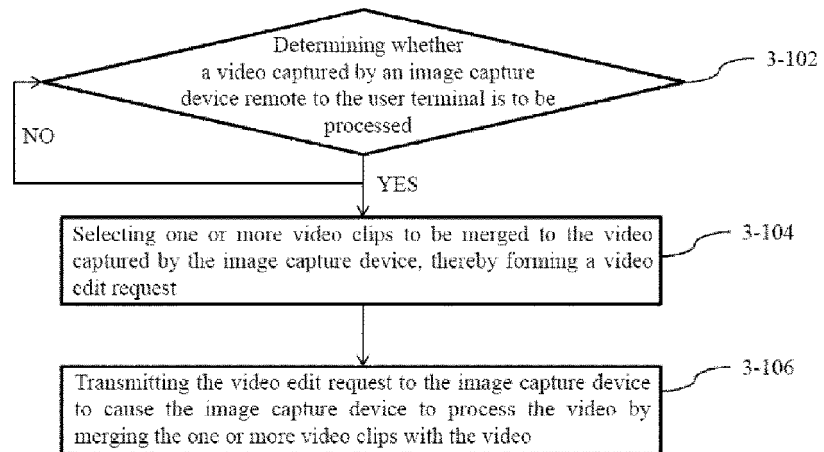 Determining whether
a video captured by an image capture
device remote to the user terminal is to be
processed
3-102
NO
YES
Selecting one or more video clips to be merged to the video
captured by the image capture device, thereby forming a video
edit request
3-104
Transmitting the video edit request to the image capture device
to cause the image capture device to process the video by
merging the one or more video clips with the video
3-106